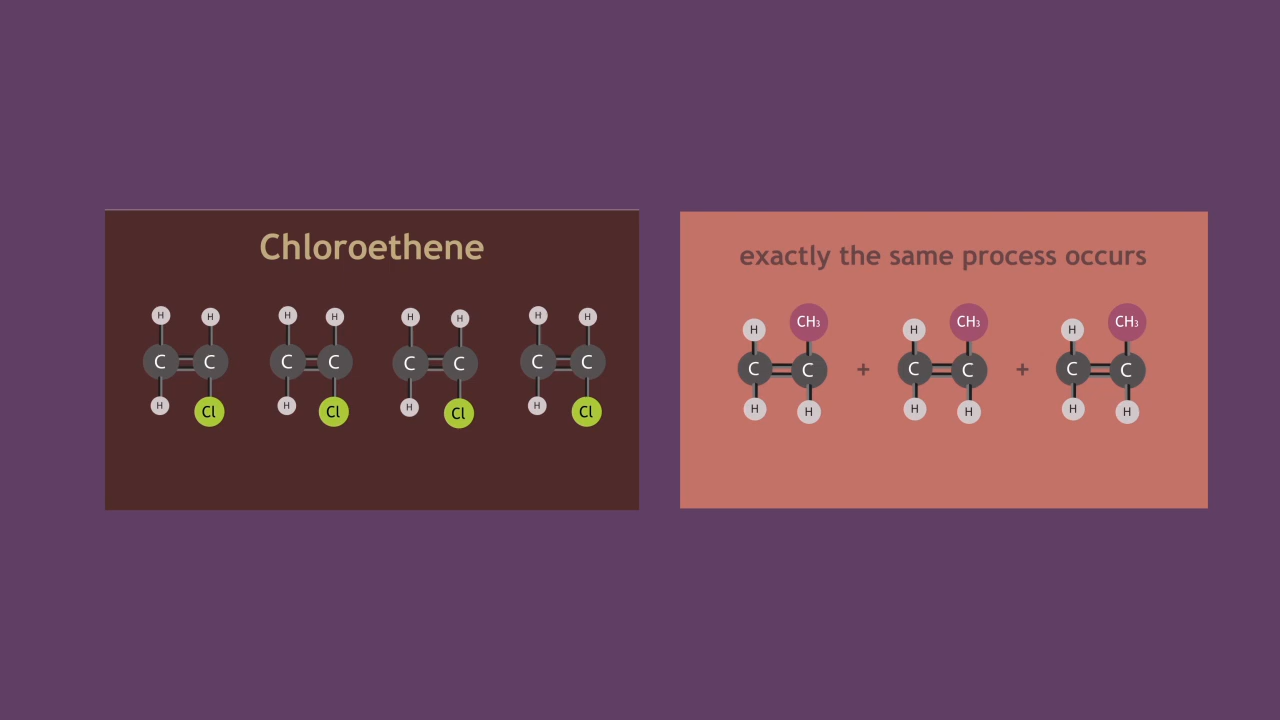 Chloroethene
H H H H H H H H
C C C C C C C C
H Cl H Cl H Cl H Cl
exactly the same process occurs
H CH₃ H CH₃ H CH₃
C C + C C + C C
H H H H H H